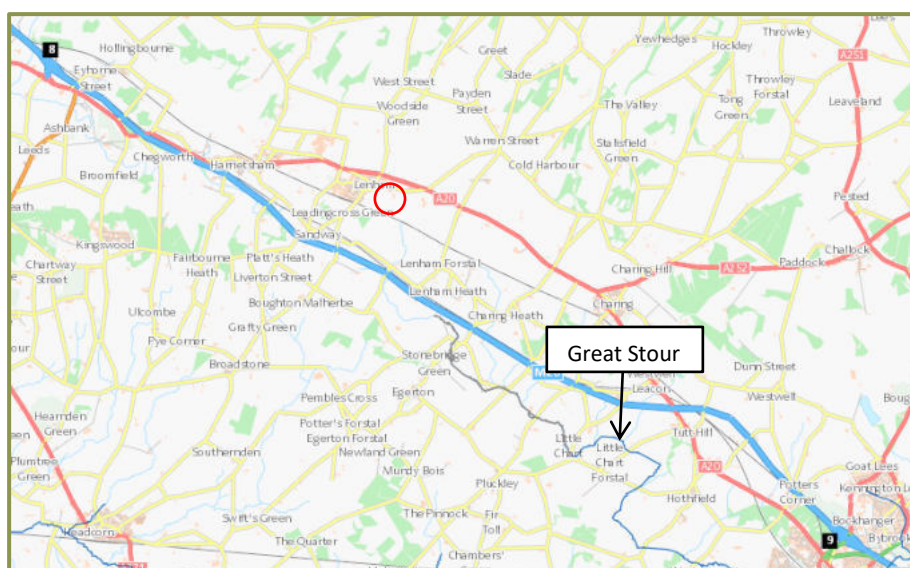 Throwley
Yewhedges
Hockley
8
Hollingbourne
Greet
A251
Eyhorne
Street
West Street
Slade
Throwley
Forstal
Payden
Street
Woodside
Green
The Valley
Tong
Green
Leaveland
Ashbank
Warren Street
Stalisfield
Green
Leeds
Chegworth
Harrietsham
Cold Harbour
Broomfield
Lenham
A20
Pested
Leadingcross Green
Kingswood
Sandway
Challock
Chartway
Street
Fairbourne
Heath
Platt's Heath
Lenham Forstal
Charing Hill
A252
Paddock
Liverton Street
Lenham Heath
Boughton Malherbe
Charing
Ulcombe
Charing Heath
Grafty Green
Pye Corner
Great Stour
Stonebridge
Green
Broadstone
Dunn Street
Leacon
Westwell
Egerton
Pembles Cross
Hearnden
Green
Potter's Forstal
Egerton Forstal
Little
Chart
Little
Chart
Forstal
Tutt Hill
Southernden
Newland Green
Plumtree
Green
Mundy Bois
A20
Goat Lees
Pluckley
Potters
Corner
Kennington
Hothfield
Swift's Green
The Pinnock
Fir
Toll
Bockhanger
Headcorn
The Quarter
9
Chambers'